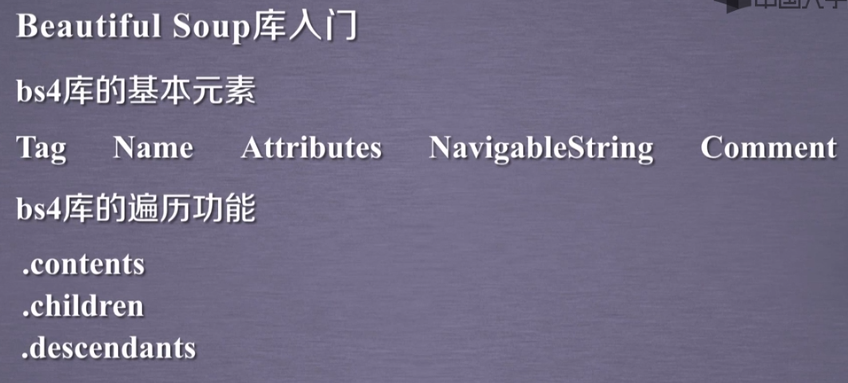 Beautiful Soup库入门
bs4库的基本元素
Tag Name Attributes NavigableString Comment
bs4库的遍历功能
.contents
.children
.descendants